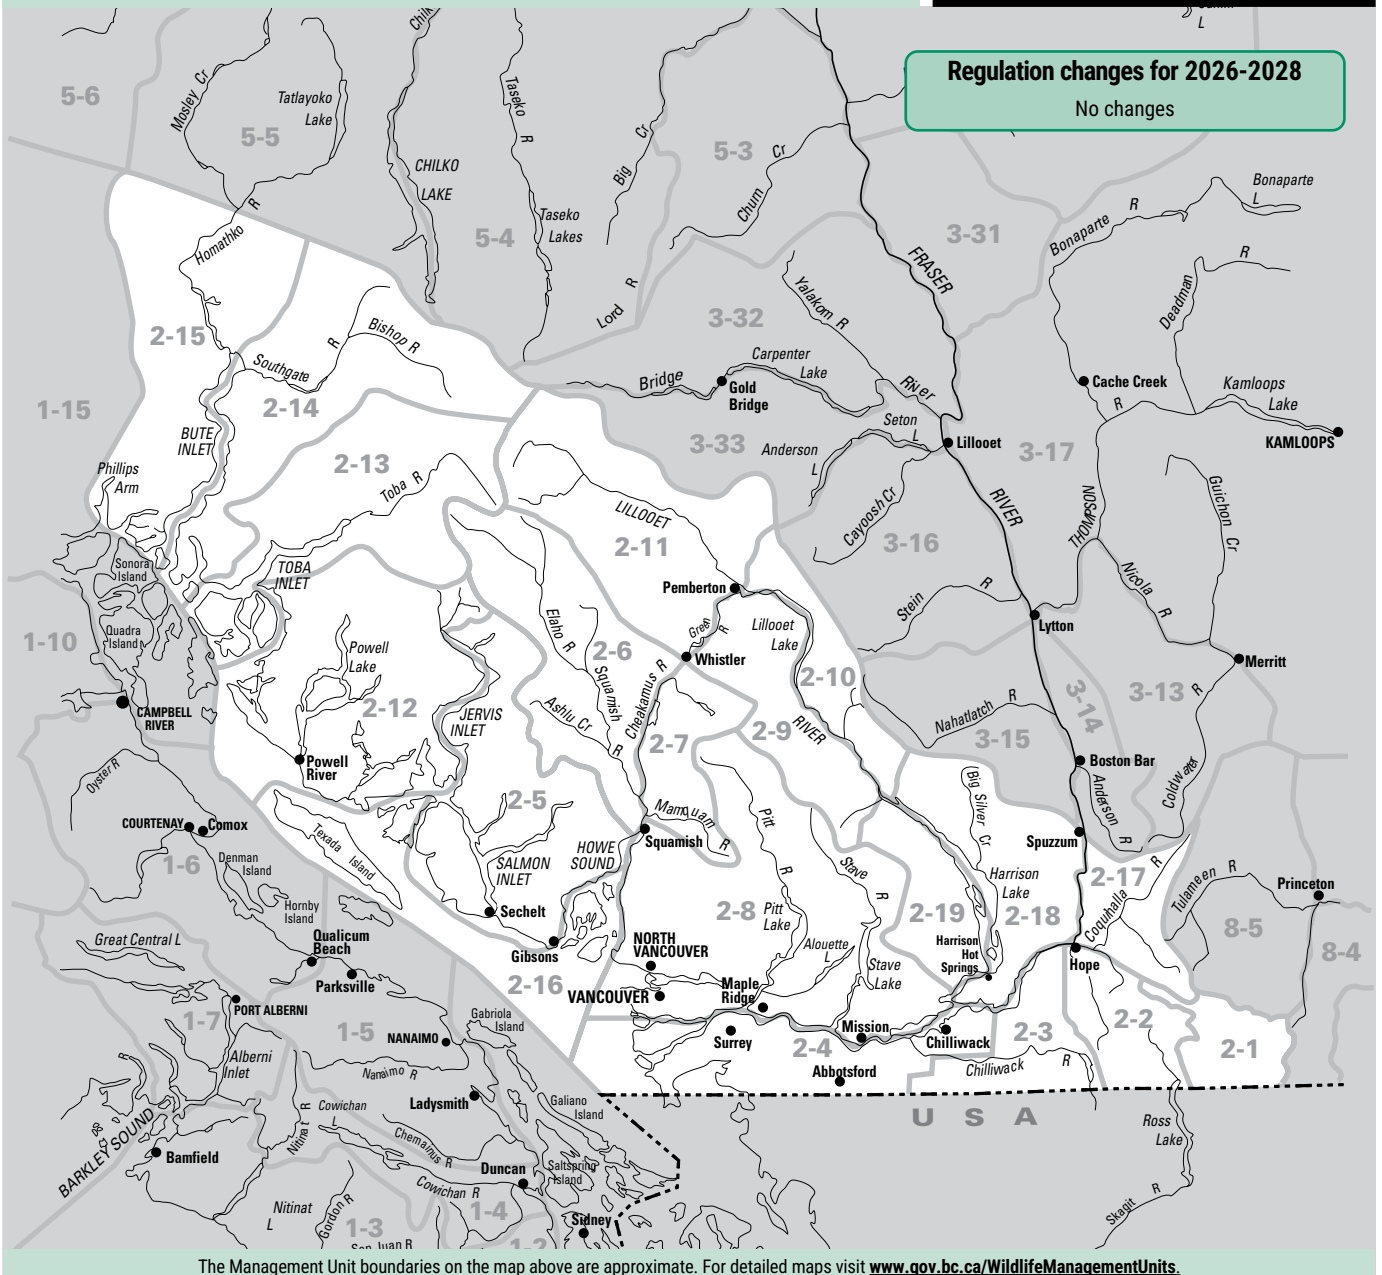 L
Regulation changes for 2026-2028
No changes
5-6
Mosley Cr
Tatlayoko
Lake
5-5
CHILKO
LAKE
Taseko R
Taseko
Lakes
5-4
Big Cr
5-3
Churn Cr
Lord R
FRASER
3-31
Bonaparte R
Bonaparte
L
Deadman
R
Homathko R
2-15
Southgate R
Bishop R
2-14
1-15
BUTE
INLET
Phillips
Arm
3-32
Yalakom R
Carpenter
Lake
Bridge River
Gold
Bridge
3-33
Seton
L
Anderson
L
Lillooet
Cayoosh Cr
3-16
RIVER
3-17
Cache Creek
R
Kamloops
Lake
KAMLOOPS
THOMPSON
Guichon Cr
Nicola R
2-13
Toba R
TOBA
INLET
LILLOOET
2-11
Pemberton
Green R
Lillooet
Lake
Whistler
Stein R
Lytton
Merritt
Sonora
Island
Quadra
Island
1-10
CAMPBELL
RIVER
Powell
Lake
2-12
Powell
River
JERVIS
INLET
Elaho R
2-6
Squamish R
Ashlu Cr
Cheakamus R
2-7
2-9
2-10
RIVER
Nahatlatch R
3-15
3-14
3-13
Boston Bar
Anderson R
Coldwater R
Oyster R
COURTENAY
Comox
1-6
Denman
Island
Hornby
Island
Texada Island
2-5
SALMON
INLET
Sechelt
HOWE
SOUND
Gibsons
Mamquam R
Squamish
Pitt R
Stave R
Big Silver Cr
Harrison
Lake
Spuzzum
2-17
Coquihalla R
Tulameen R
Princeton
8-5
8-4
2-8
Pitt
Lake
Alouette
L
Stave
Lake
2-19
2-18
Harrison
Hot
Springs
Hope
NORTH
VANCOUVER
VANCOUVER
2-16
Maple
Ridge
Surrey
2-4
Mission
Abbotsford
Chilliwack
2-3
Chilliwack R
2-2
2-1
Great Central L
Qualicum
Beach
Parksville
PORT ALBERNI
1-7
1-5
Alberni
Inlet
NANAIMO
Gabriola
Island
Nanaimo R
Ladysmith
Galiano
Island
Cowichan
L
Chemainus R
Cowichan R
Duncan
Saltspring
Island
BARKLEY SOUND
Bamfield
Nitinat R
Nitinat
L
Gordon R
1-3
San Juan R
1-4
1-2
Sidney
U S A
Ross
Lake
Skagit R
The Management Unit boundaries on the map above are approximate. For detailed maps visit www.gov.bc.ca/WildlifeManagementUnits.